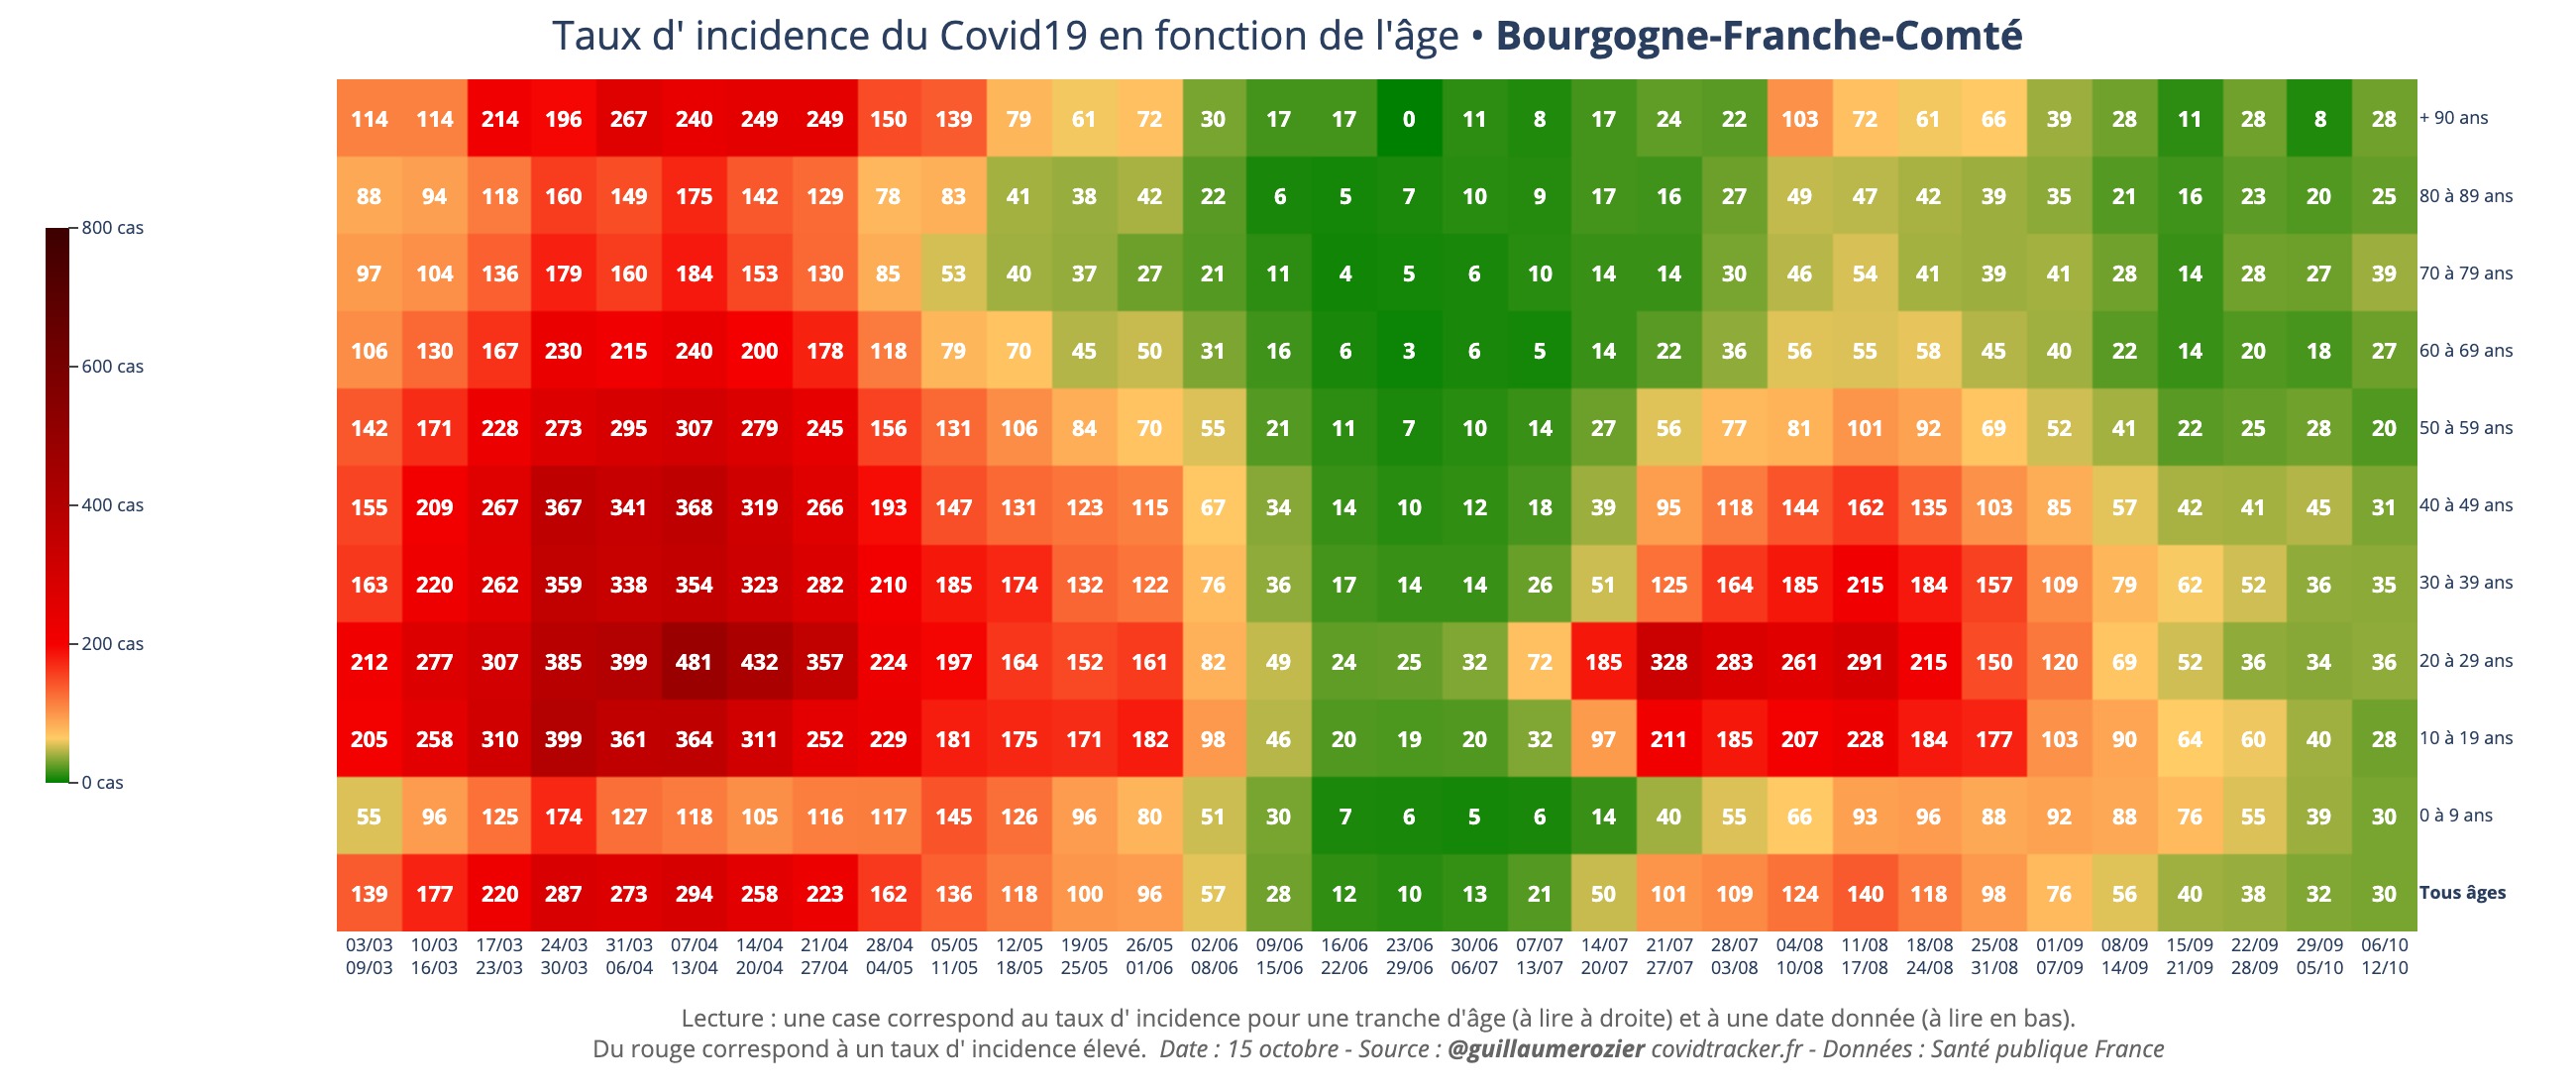 Taux d' incidence du Covid19 en fonction de l'âge • Bourgogne-Franche-Comté
800 cas
600 cas
400 cas
200 cas
0 cas
114 114 214 196 267 240 249 249 150 139 79 61 72 30 17 17 0 11 8 17 24 22 103 72 61 66 39 28 11 28 8 28 + 90 ans
88 94 118 160 149 175 142 129 78 83 41 38 42 22 6 5 7 10 9 17 16 27 49 47 42 39 35 21 16 23 20 25 80 à 89 ans
97 104 136 179 160 184 153 130 85 53 40 37 27 21 11 4 5 6 10 14 14 30 46 54 41 39 41 28 14 28 27 39 70 à 79 ans
106 130 167 230 215 240 200 178 118 79 70 45 50 31 16 6 3 6 5 14 22 36 56 55 58 45 40 22 14 20 18 27 60 à 69 ans
142 171 228 273 295 307 279 245 156 131 106 84 70 55 21 11 7 10 14 27 56 77 81 101 92 69 52 41 22 25 28 20 50 à 59 ans
155 209 267 367 341 368 319 266 193 147 131 123 115 67 34 14 10 12 18 39 95 118 144 162 135 103 85 57 42 41 45 31 40 à 49 ans
163 220 262 359 338 354 323 282 210 185 174 132 122 76 36 17 14 14 26 51 125 164 185 215 184 157 109 79 62 52 36 35 30 à 39 ans
212 277 307 385 399 481 432 357 224 197 164 152 161 82 49 24 25 32 72 185 328 283 261 291 215 150 120 69 52 36 34 36 20 à 29 ans
205 258 310 399 361 364 311 252 229 181 175 171 182 98 46 20 19 20 32 97 211 185 207 228 184 177 103 90 64 60 40 28 10 à 19 ans
55 96 125 174 127 118 105 116 117 145 126 96 80 51 30 7 6 5 6 14 40 55 66 93 96 88 92 88 76 55 39 30 0 à 9 ans
139 177 220 287 273 294 258 223 162 136 118 100 96 57 28 12 10 13 21 50 101 109 124 140 118 98 76 56 40 38 32 30 Tous âges
03/03 10/03 17/03 24/03 31/03 07/04 14/04 21/04 28/04 05/05 12/05 19/05 26/05 02/06 09/06 16/06 23/06 30/06 07/07 14/07 21/07 28/07 04/08 11/08 18/08 25/08 01/09 08/09 15/09 22/09 29/09 06/10
09/03 16/03 23/03 30/03 06/04 13/04 20/04 27/04 04/05 11/05 18/05 25/05 01/06 08/06 15/06 22/06 29/06 06/07 13/07 20/07 27/07 03/08 10/08 17/08 24/08 31/08 07/09 14/09 21/09 28/09 05/10 12/10
Lecture : une case correspond au taux d' incidence pour une tranche d'âge (à lire à droite) et à une date donnée (à lire en bas).
Du rouge correspond à un taux d' incidence élevé. Date : 15 octobre - Source : @guillaumerozier covidtracker.fr - Données : Santé publique France